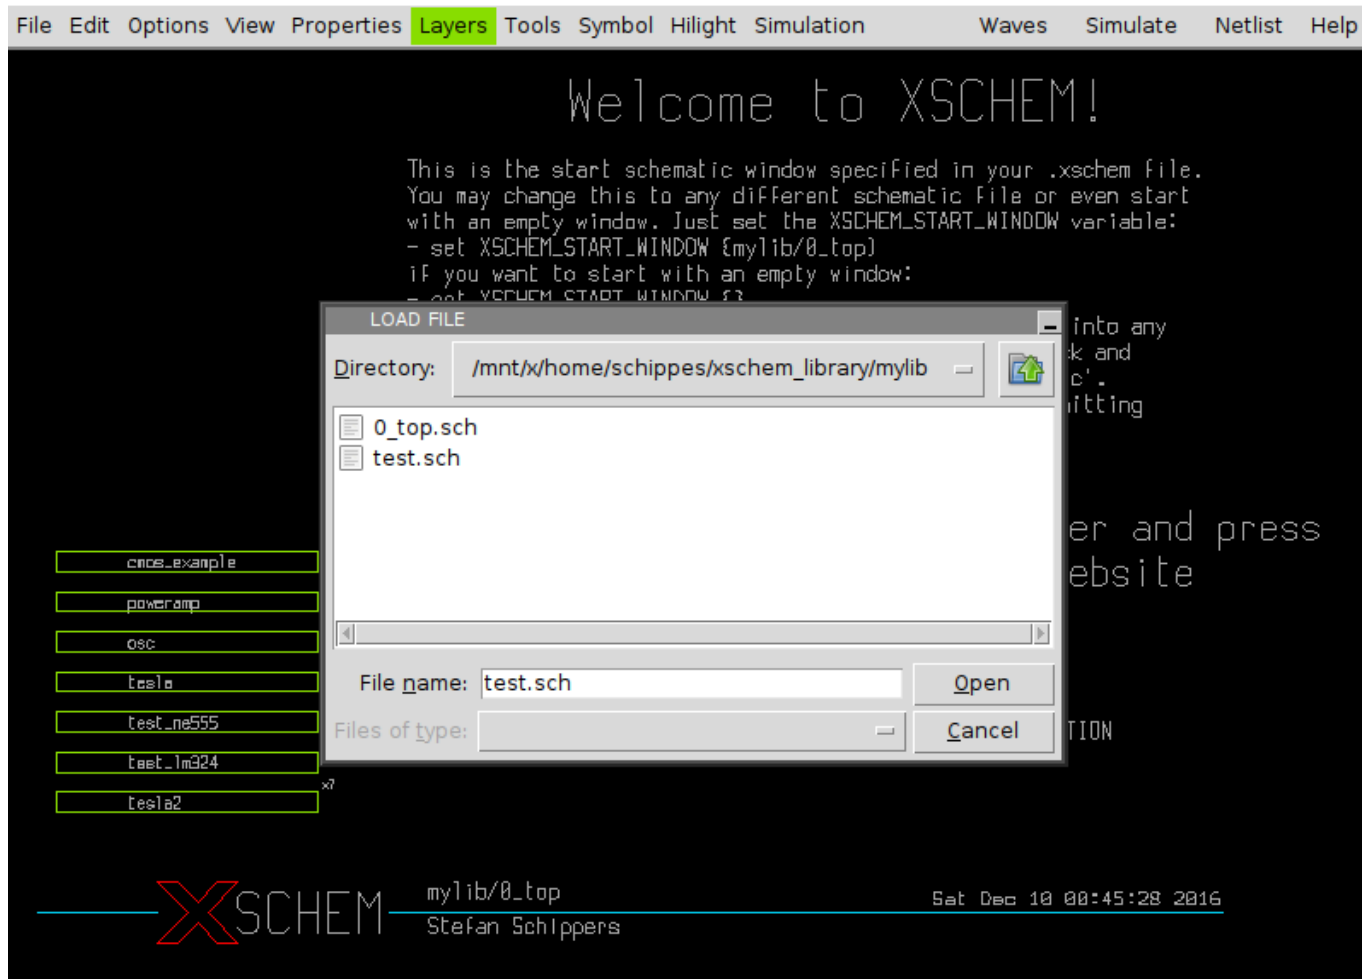 File Edit Options View Properties Layers Tools Symbol Hilight Simulation Waves Simulate Netlist Help
Welcome to XSCHEM!
This is the start schematic window specified in your .xschem file.
You may change this to any different schematic file or even start
with an empty window. Just set the XSCHEM_START_WINDOW variable:
- set XSCHEM_START_WINDOW {mylib/0_top}
if you want to start with an empty window:
- set XSCHEM_START_WINDOW {}
LOAD FILE
into any
Directory: /mnt/x/home/schippes/xschem_library/mylib
k and
c'.
itting
0_top.sch
test.sch
er and press
ebsite
cmos_example
poweramp
osc
tesla
test_ne555
test_lm324
tesla2
x7
File name: test.sch Open
Files of type: Cancel
TION
XSCHEM
mylib/0_top
Stefan Schippers
Sat Dec 10 00:45:28 2016